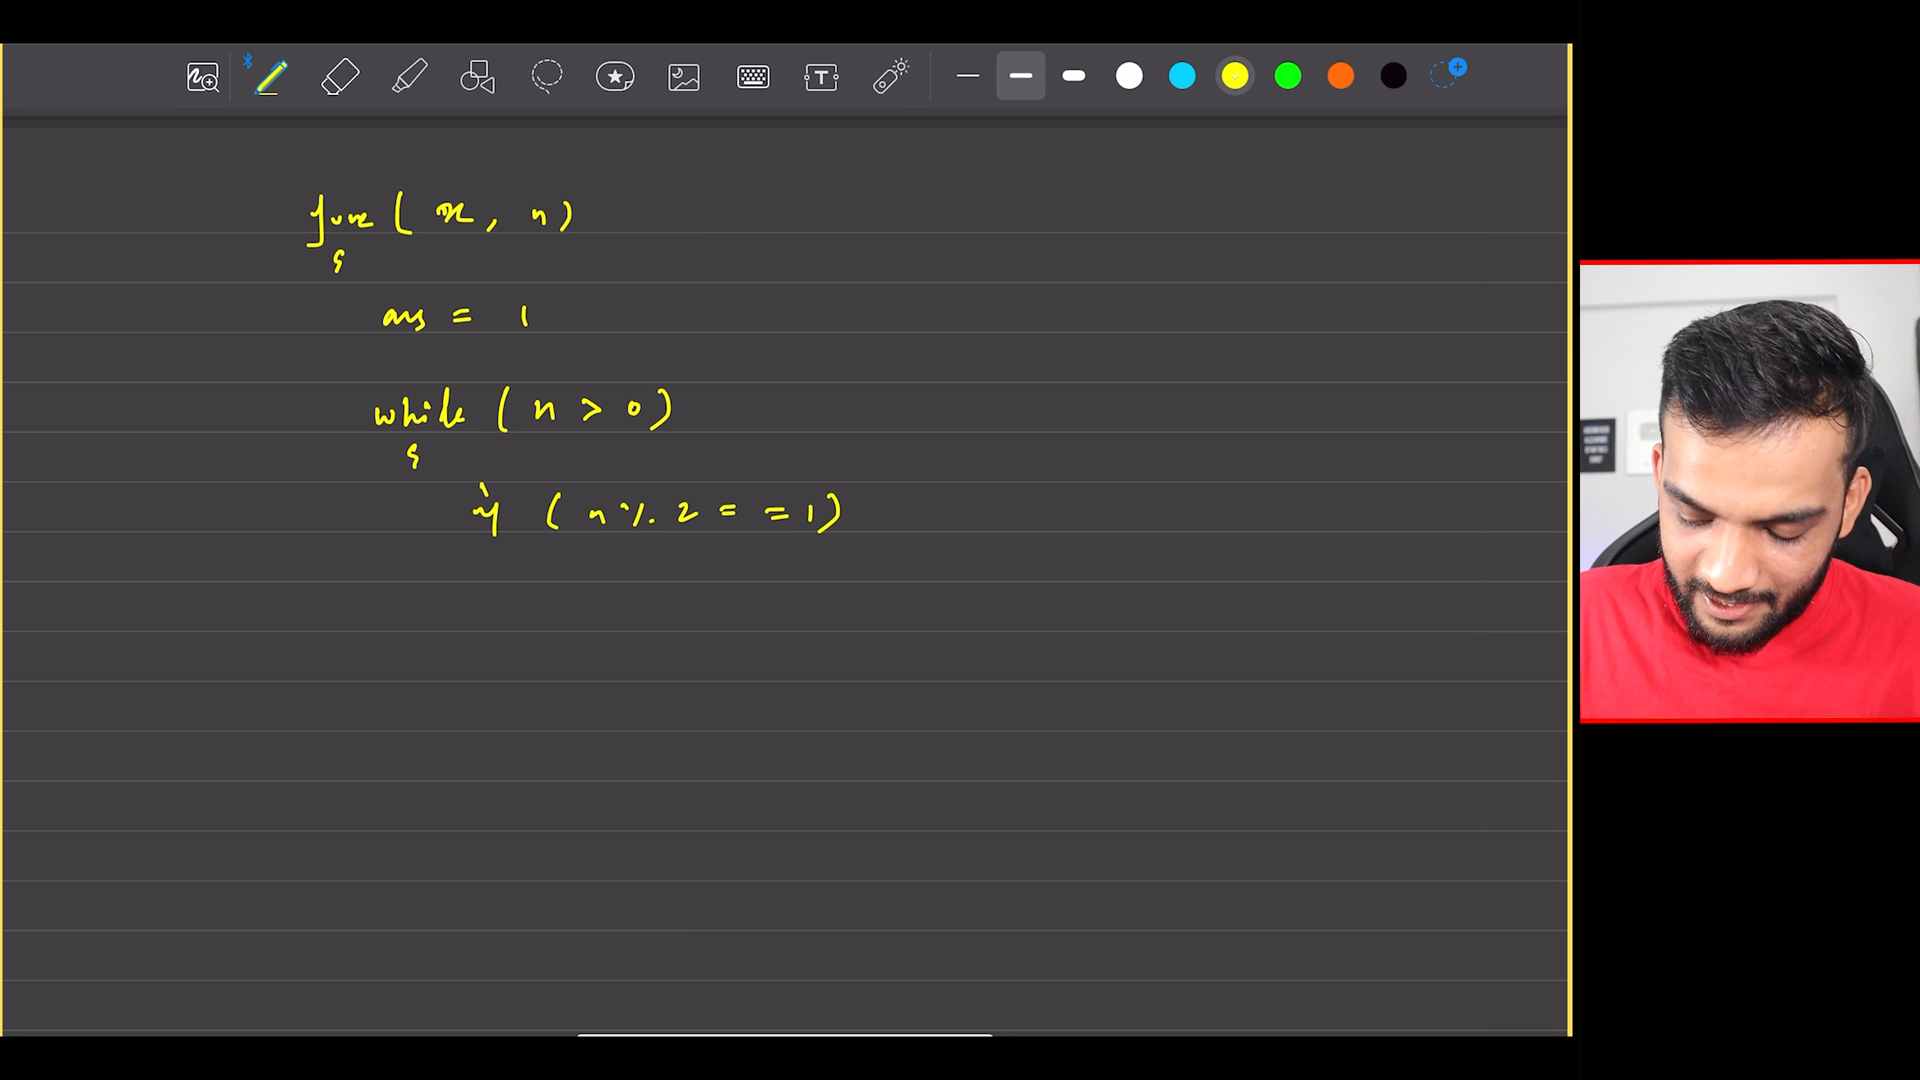 func ( x, n )
{
ans = 1
while ( n > 0 )
{
if ( n % 2 = = 1 )